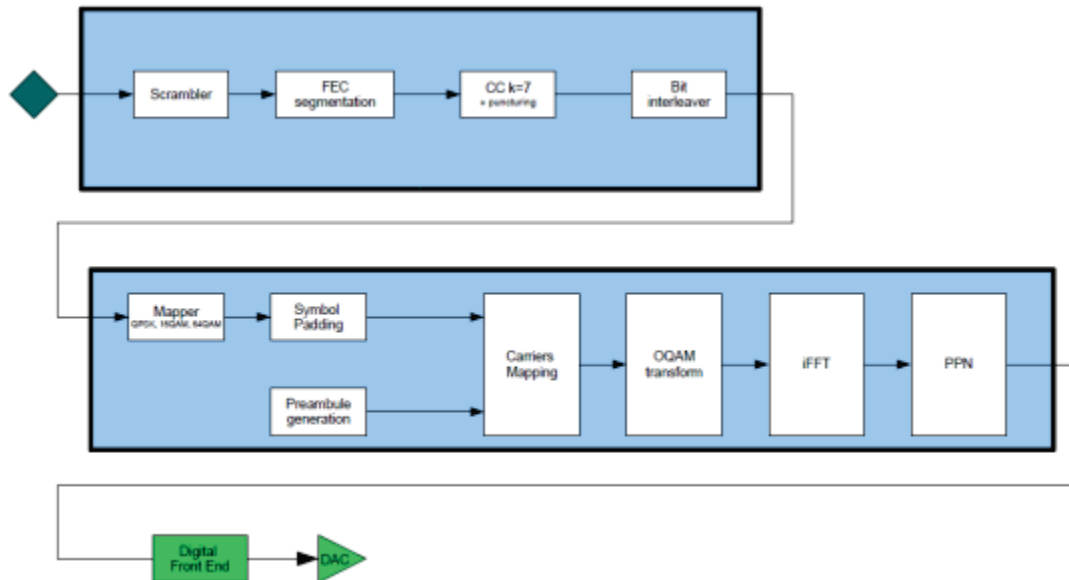 Scrambler
FEC
segmentation
CC k=7
+ puncturing
Bit
interleaver
Mapper
QPSK, 16QAM, 64QAM
Symbol
Padding
Preambule
generation
Carriers
Mapping
OQAM
transform
iFFT
PPN
Digital
Front End
DAC